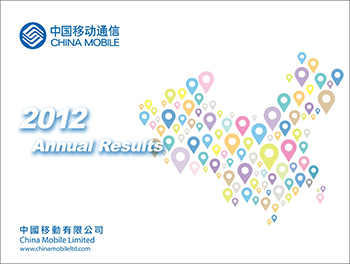 中国移动通信
CHINA MOBILE
2012
Annual Results
中國移動有限公司
China Mobile Limited
www.chinamobileltd.com